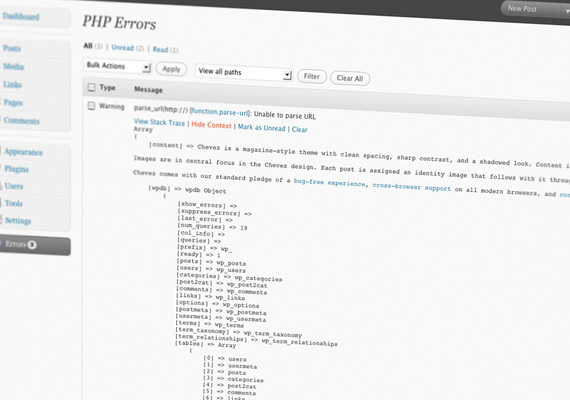 New Post
Dashboard
Posts
Media
Links
Pages
Comments
Appearance
Plugins
Users
Tools
Settings
Errors 3
PHP Errors
All (3) | Unread (2) | Read (1)
Bulk Actions
Apply
View all paths
Filter
Clear All
Type Message
Warning parse_url(http://) [function.parse-url]: Unable to parse URL
View Stack Trace | Hide Context | Mark as Unread | Clear
Array
(
[content] => Chevez is a magazine-style theme with clean spacing, sharp contrast, and a shadowed look. Content i
Images are in central focus in the Chevez design. Each post is assigned an identity image that follows with it throug
Chevez comes with our standard pledge of a bug-free experience, cross-browser support on all modern browsers, and
[wpdb] => wpdb Object
(
[show_errors] =>
[suppress_errors] =>
[last_error] =>
[num_queries] => 19
[col_info] =>
[queries] =>
[prefix] => wp_
[ready] => 1
[posts] => wp_posts
[users] => wp_users
[categories] => wp_categories
[post2cat] => wp_post2cat
[comments] => wp_comments
[links] => wp_links
[options] => wp_options
[postmeta] => wp_postmeta
[usermeta] => wp_usermeta
[terms] => wp_terms
[term_taxonomy] => wp_term_taxonomy
[term_relationships] => wp_term_relationships
[tables] => Array
(
[0] => users
[1] => usermeta
[2] => posts
[3] => categories
[4] => post2cat
[5] => comments
[6] => links